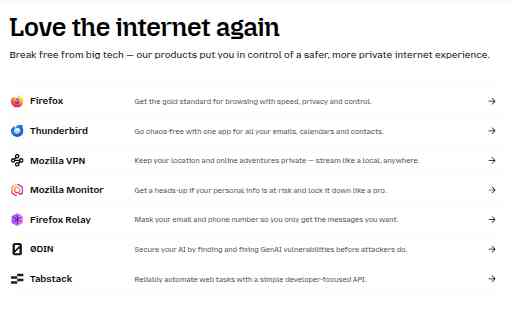 Love the internet again
Break free from big tech — our products put you in control of a safer, more private internet experience.
Firefox Get the gold standard for browsing with speed, privacy and control.
Thunderbird Go chaos-free with one app for all your emails, calendars and contacts.
Mozilla VPN Keep your location and online adventures private — stream like a local, anywhere.
Mozilla Monitor Get a heads-up if your personal info is at risk and lock it down like a pro.
Firefox Relay Mask your email and phone number so you only get the messages you want.
0DIN Secure your AI by finding and fixing GenAI vulnerabilities before attackers do.
Tabstack Reliably automate web tasks with a simple developer-focused API.